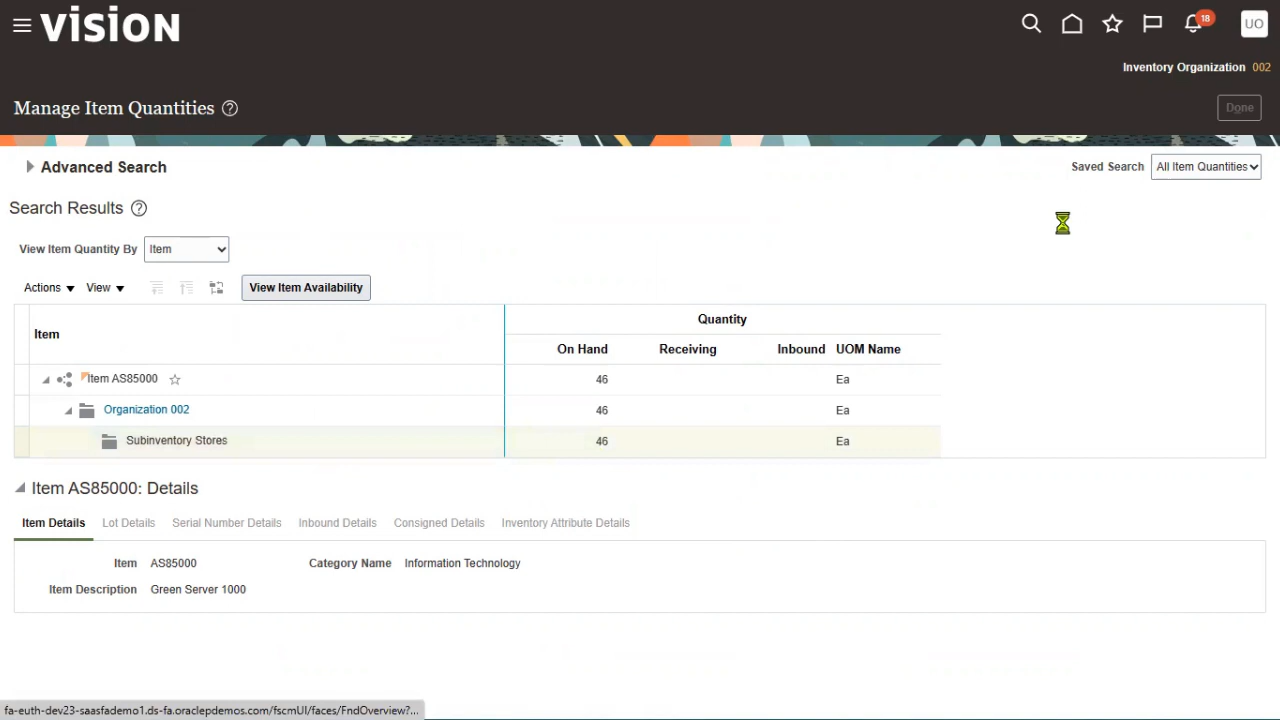 vision
18
UO
Inventory Organization 002
Manage Item Quantities ?
Done
Advanced Search
Saved Search All Item Quantities
Search Results ?
View Item Quantity By Item
Actions View View Item Availability
Quantity
Item
On Hand Receiving Inbound UOM Name
Item AS85000 46 Ea
Organization 002 46 Ea
Subinventory Stores 46 Ea
Item AS85000: Details
Item Details Lot Details Serial Number Details Inbound Details Consigned Details Inventory Attribute Details
Item AS85000 Category Name Information Technology
Item Description Green Server 1000
fa-euth-dev23-saasfademo1.ds-fa.oraclepdemos.com/fscmUI/faces/FndOverview?...